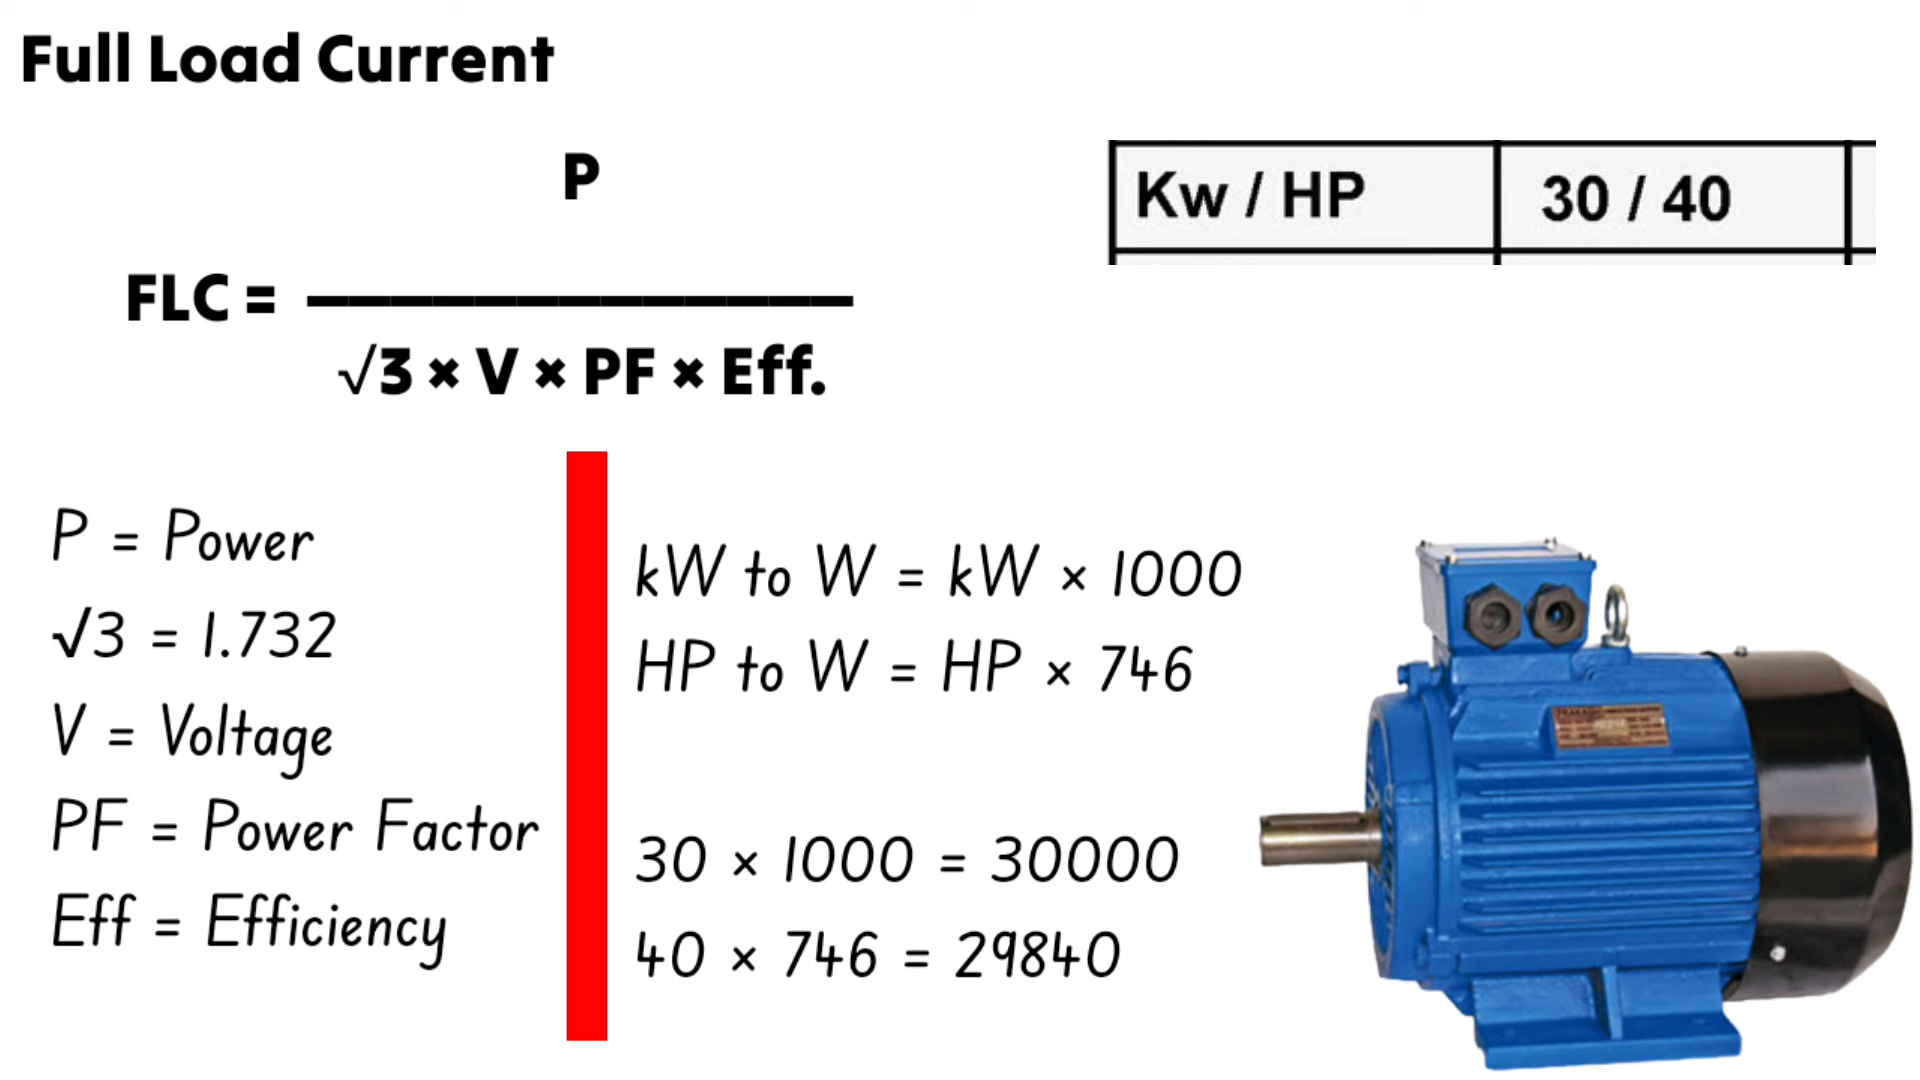 Full Load Current
P
FLC =
√3 × V × PF × Eff.
Kw / HP 30 / 40
P = Power
√3 = 1.732
V = Voltage
PF = Power Factor
Eff = Efficiency
kW to W = kW × 1000
HP to W = HP × 746
30 × 1000 = 30000
40 × 746 = 29840